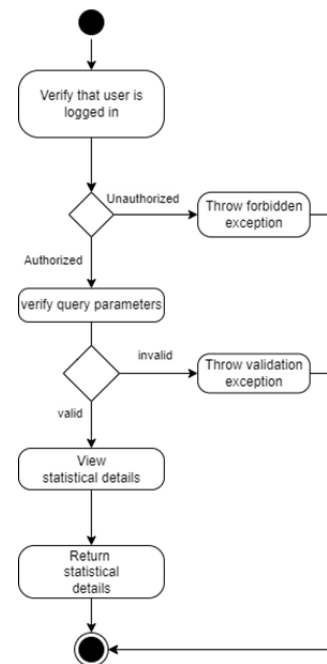 Verify that user is
logged in
Unauthorized
Throw forbidden
exception
Authorized
verify query parameters
invalid
Throw validation
exception
valid
View
statistical details
Return
statistical
details